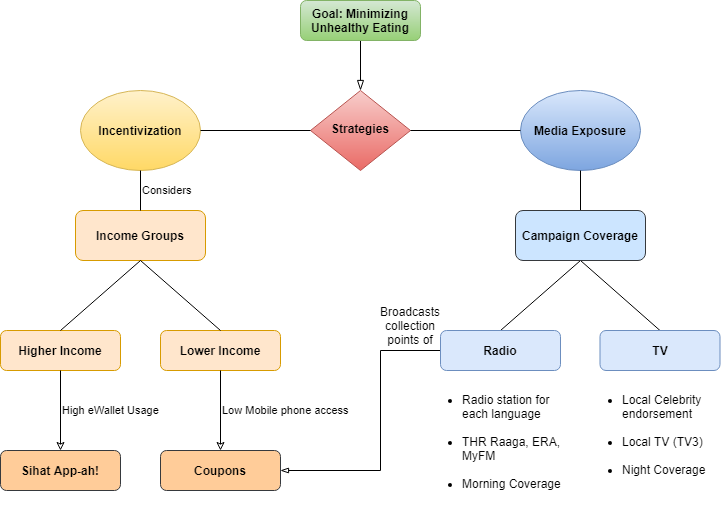 Goal: Minimizing
Unhealthy Eating
Incentivization
Strategies
Media Exposure
Considers
Income Groups
Campaign Coverage
Broadcasts
collection
points of
Higher Income
Lower Income
Radio
TV
High eWallet Usage
Low Mobile phone access
Sihat App-ah!
Coupons
• Radio station for
each language
• THR Raaga, ERA,
MyFM
• Morning Coverage
• Local Celebrity
endorsement
• Local TV (TV3)
• Night Coverage